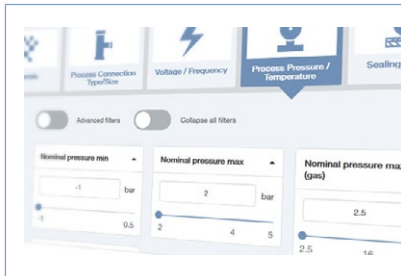 Process Connection
Type/Size
Voltage / Frequency
Process Pressure /
Temperature
Sealing
Advanced filters
Collapse all filters
Nominal pressure min
-1
bar
-1
0.5
Nominal pressure max
2
bar
2
4
5
Nominal pressure max
(gas)
2.5
2.5
16